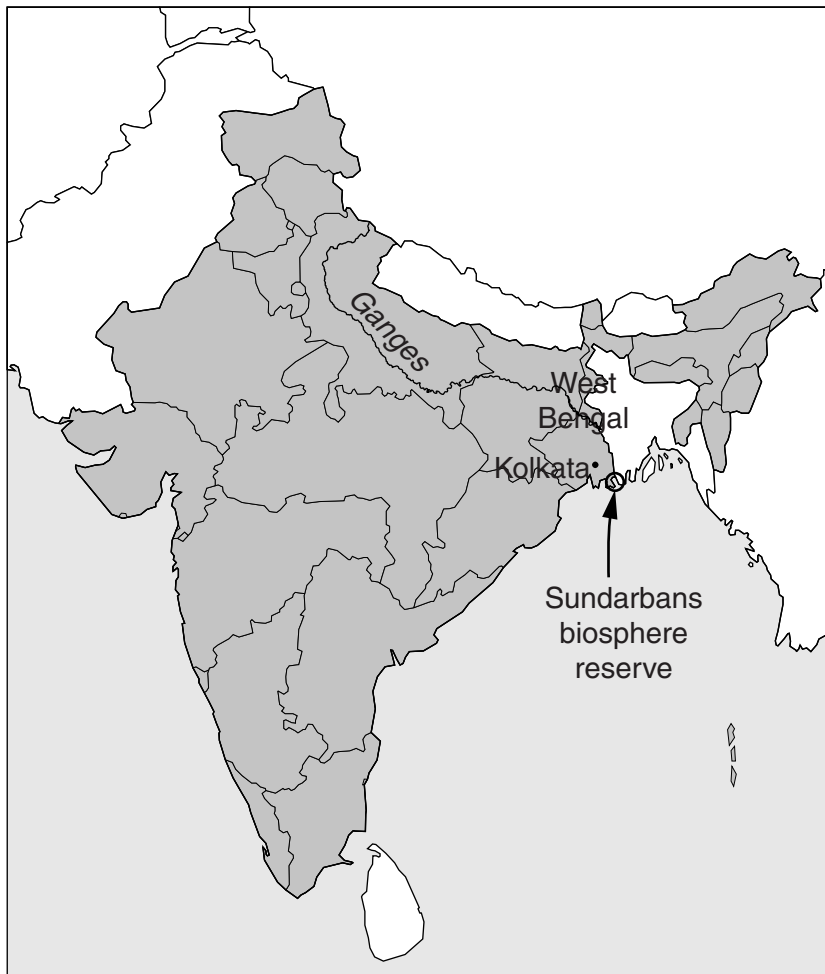 Ganges
West
Bengal
Kolkata
Sundarbans
biosphere
reserve